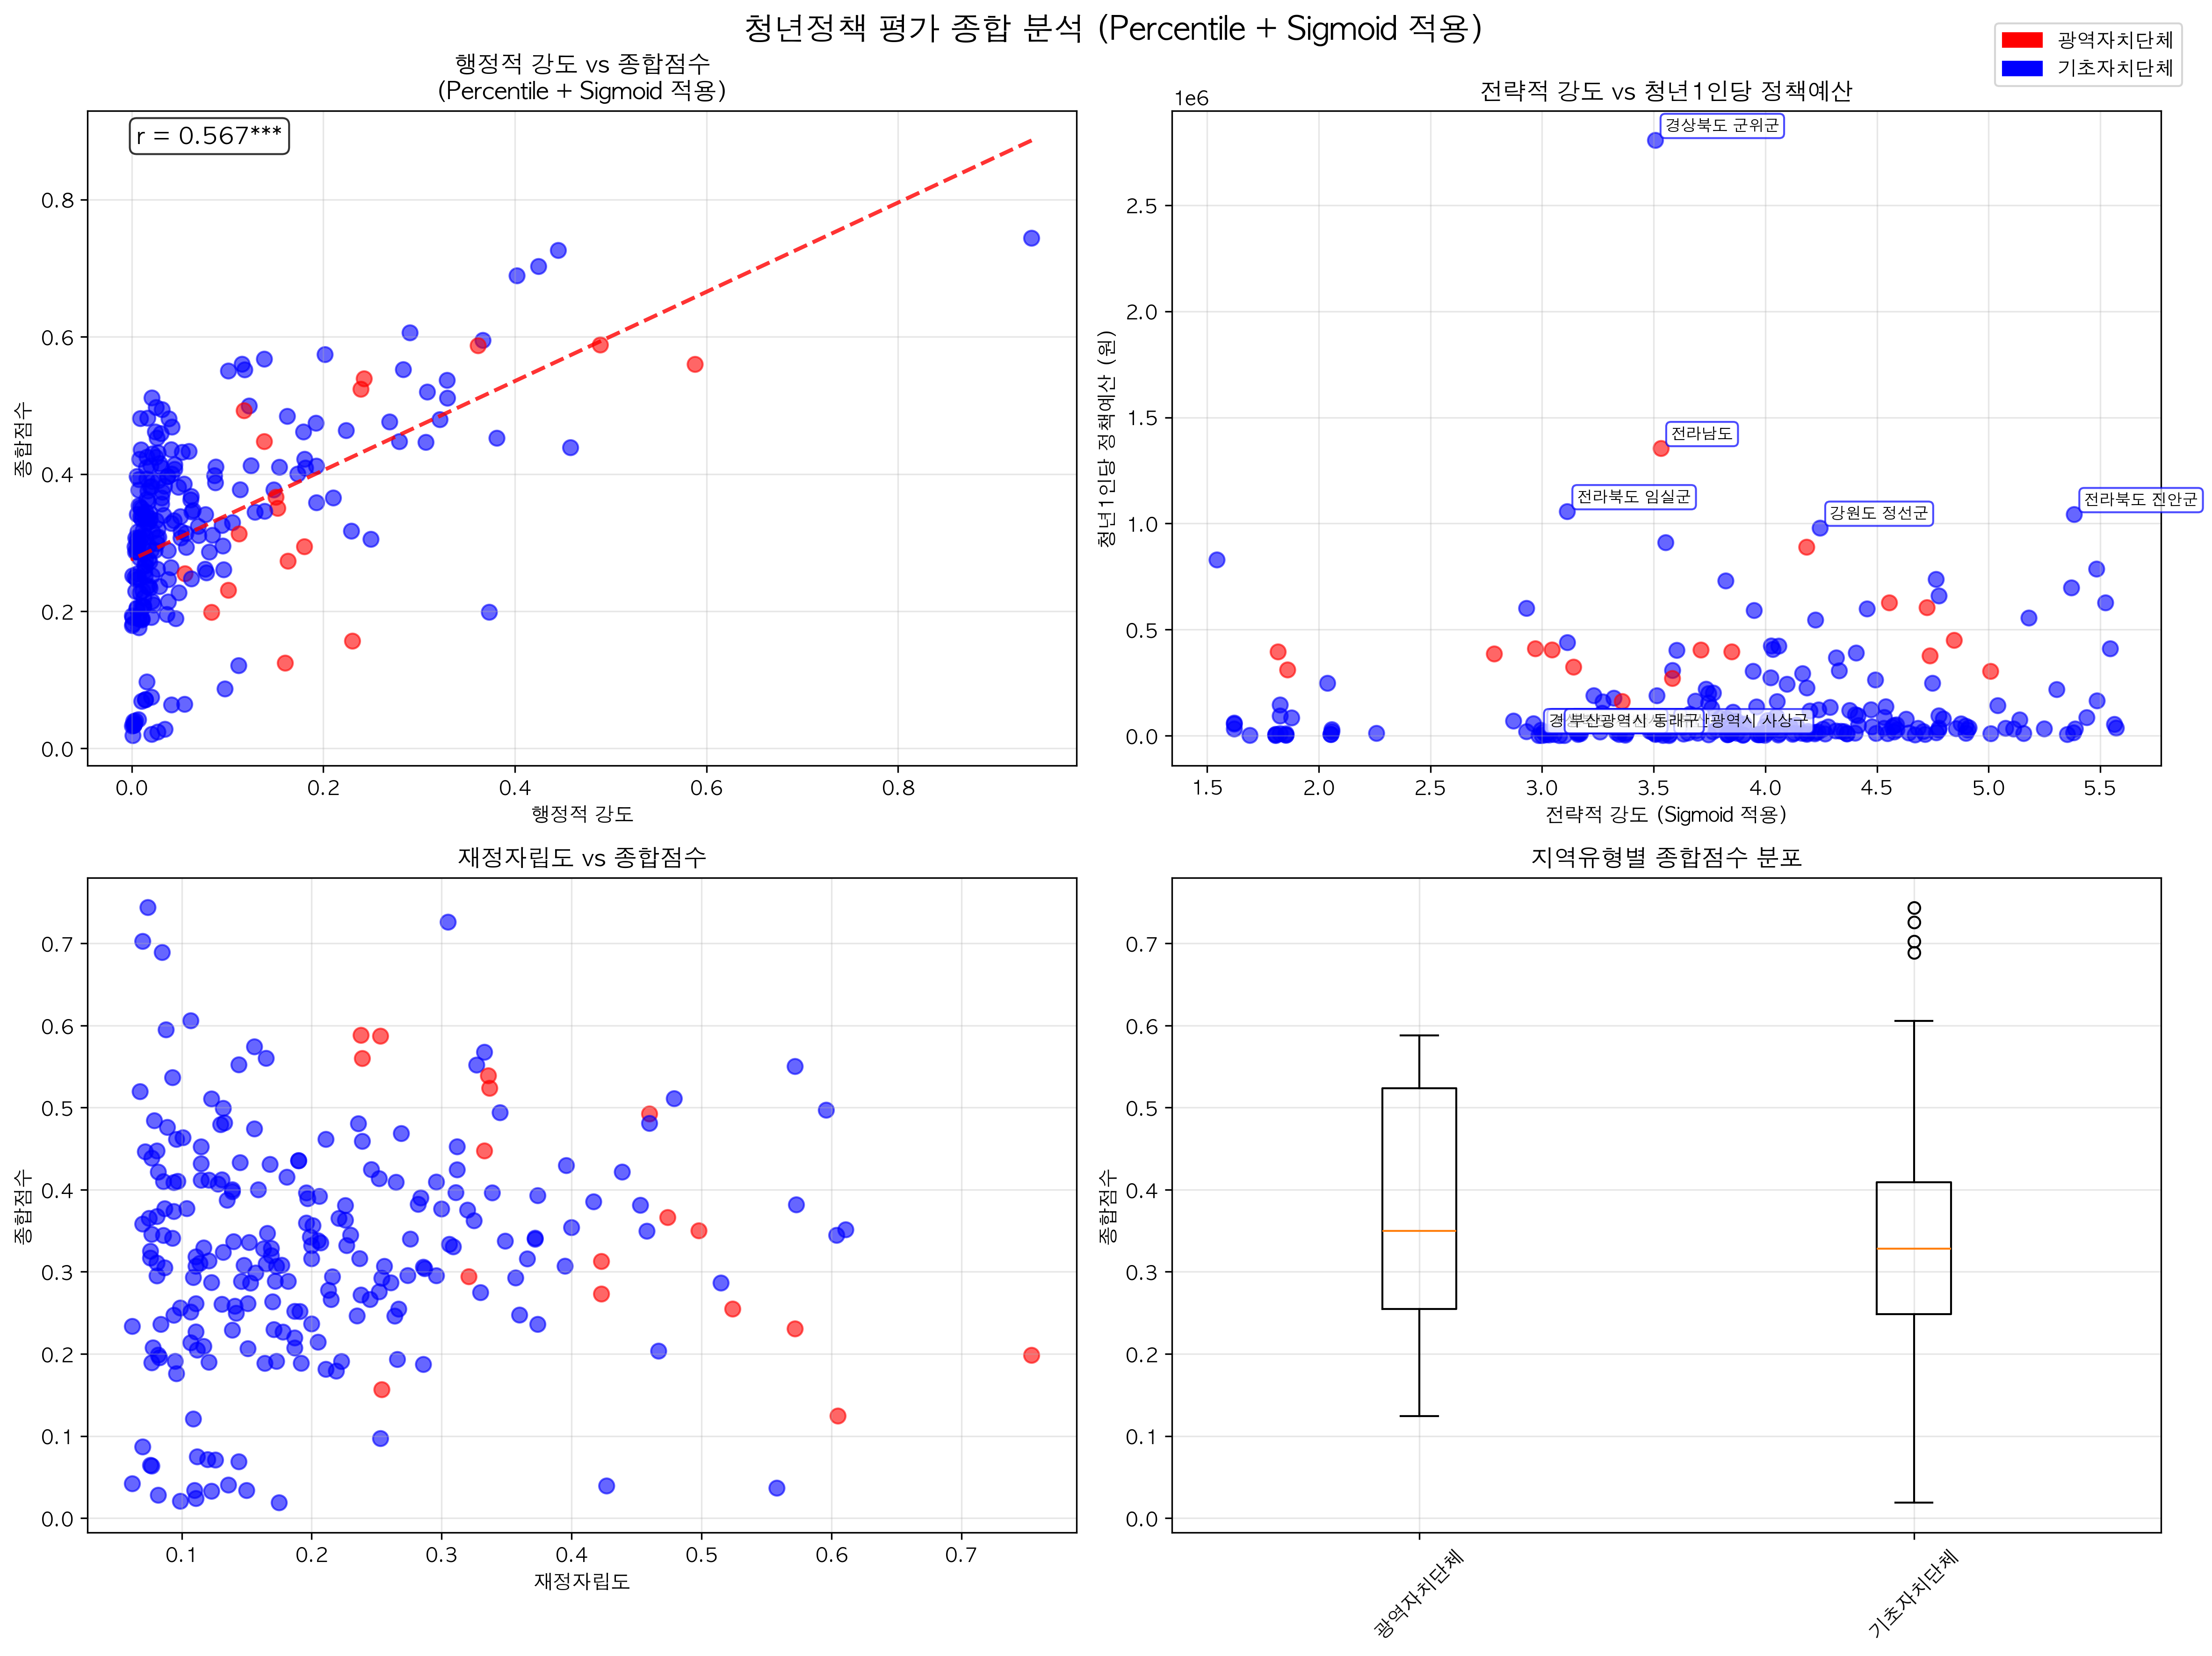 청년정책 평가 종합 분석 (Percentile + Sigmoid 적용)
광역자치단체
기초자치단체
행정적 강도 vs 종합점수
(Percentile + Sigmoid 적용)
r = 0.567***
종합점수
0.8
0.6
0.4
0.2
0.0
0.0 0.2 0.4 0.6 0.8
행정적 강도
전략적 강도 vs 청년1인당 정책예산
1e6
청년1인당 정책예산 (원)
2.5
2.0
1.5
1.0
0.5
0.0
경상북도 군위군
전라남도
전라북도 임실군
강원도 정선군
전라북도 진안군
부산광역시 동래구
산광역시 사상구
1.5 2.0 2.5 3.0 3.5 4.0 4.5 5.0 5.5
전략적 강도 (Sigmoid 적용)
재정자립도 vs 종합점수
종합점수
0.7
0.6
0.5
0.4
0.3
0.2
0.1
0.0
0.1 0.2 0.3 0.4 0.5 0.6 0.7
재정자립도
지역유형별 종합점수 분포
종합점수
0.7
0.6
0.5
0.4
0.3
0.2
0.1
0.0
광역자치단체
기초자치단체